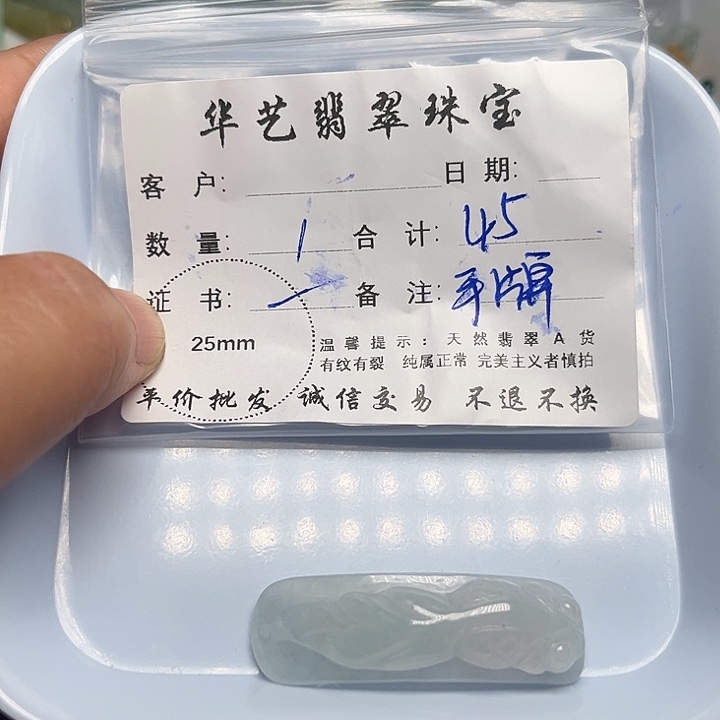 华艺翡翠珠宝
客户: 日期:
数量: 1 合计: 45
证书: 一 备注: 平牌
25mm
温馨提示: 天然翡翠A货
有纹有裂 纯属正常 完美主义者慎拍
平价批发 诚信交易 不退不换